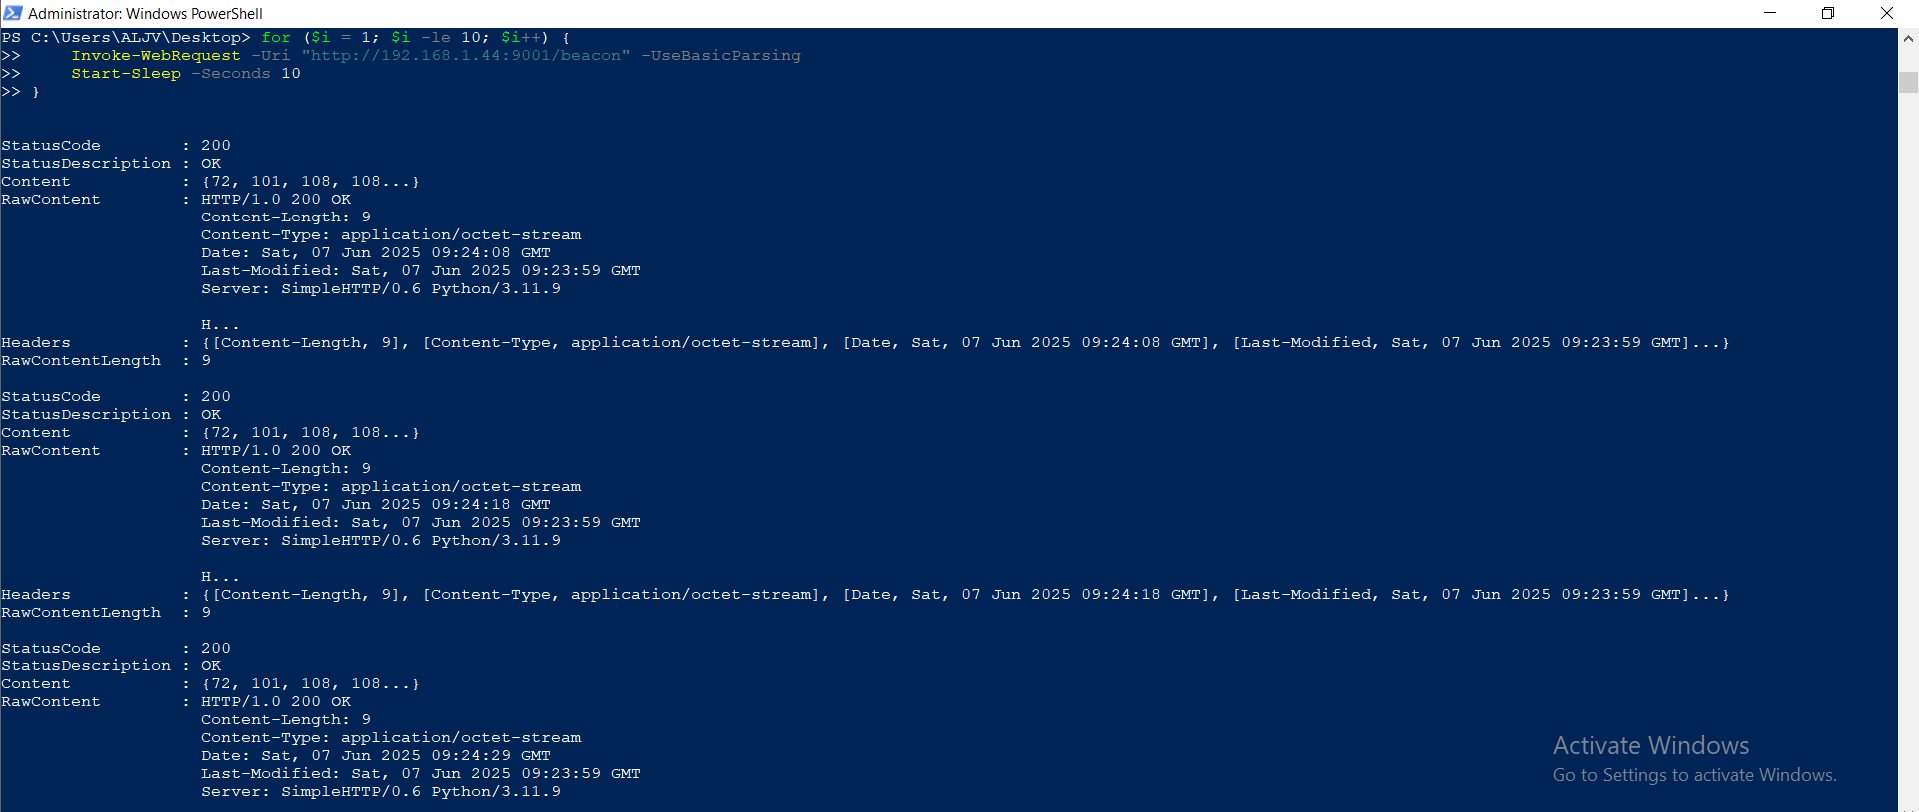 Administrator: Windows PowerShell
PS C:\Users\ALJV\Desktop> for ($i = 1; $i -le 10; $i++) {
>>     Invoke-WebRequest -Uri "http://192.168.1.44:9001/beacon" -UseBasicParsing
>>     Start-Sleep -Seconds 10
>> }
StatusCode        : 200
StatusDescription : OK
Content           : {72, 101, 108, 108...}
RawContent        : HTTP/1.0 200 OK
                    Content-Length: 9
                    Content-Type: application/octet-stream
                    Date: Sat, 07 Jun 2025 09:24:08 GMT
                    Last-Modified: Sat, 07 Jun 2025 09:23:59 GMT
                    Server: SimpleHTTP/0.6 Python/3.11.9
                    H...
Headers           : {[Content-Length, 9], [Content-Type, application/octet-stream], [Date, Sat, 07 Jun 2025 09:24:08 GMT], [Last-Modified, Sat, 07 Jun 2025 09:23:59 GMT]...}
RawContentLength  : 9
StatusCode        : 200
StatusDescription : OK
Content           : {72, 101, 108, 108...}
RawContent        : HTTP/1.0 200 OK
                    Content-Length: 9
                    Content-Type: application/octet-stream
                    Date: Sat, 07 Jun 2025 09:24:18 GMT
                    Last-Modified: Sat, 07 Jun 2025 09:23:59 GMT
                    Server: SimpleHTTP/0.6 Python/3.11.9
                    H...
Headers           : {[Content-Length, 9], [Content-Type, application/octet-stream], [Date, Sat, 07 Jun 2025 09:24:18 GMT], [Last-Modified, Sat, 07 Jun 2025 09:23:59 GMT]...}
RawContentLength  : 9
StatusCode        : 200
StatusDescription : OK
Content           : {72, 101, 108, 108...}
RawContent        : HTTP/1.0 200 OK
                    Content-Length: 9
                    Content-Type: application/octet-stream
                    Date: Sat, 07 Jun 2025 09:24:29 GMT
                    Last-Modified: Sat, 07 Jun 2025 09:23:59 GMT
                    Server: SimpleHTTP/0.6 Python/3.11.9
Activate Windows
Go to Settings to activate Windows.